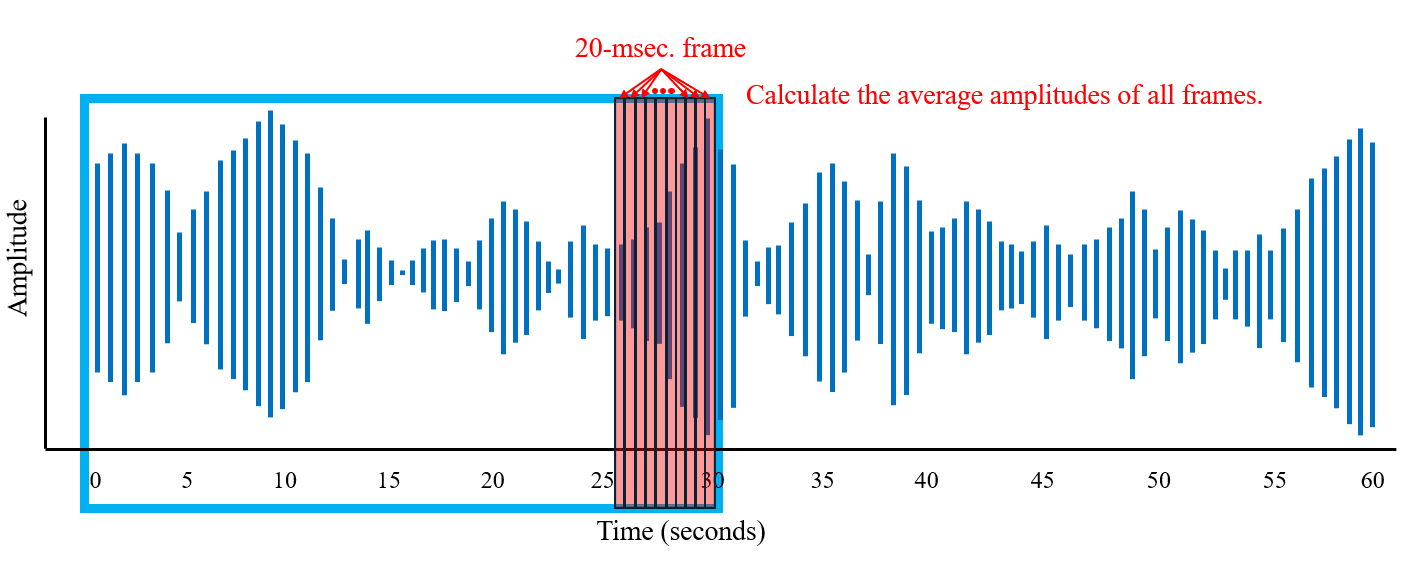 20-msec. frame
Calculate the average amplitudes of all frames.
Amplitude
0 5 10 15 20 25 30 35 40 45 50 55 60
Time (seconds)